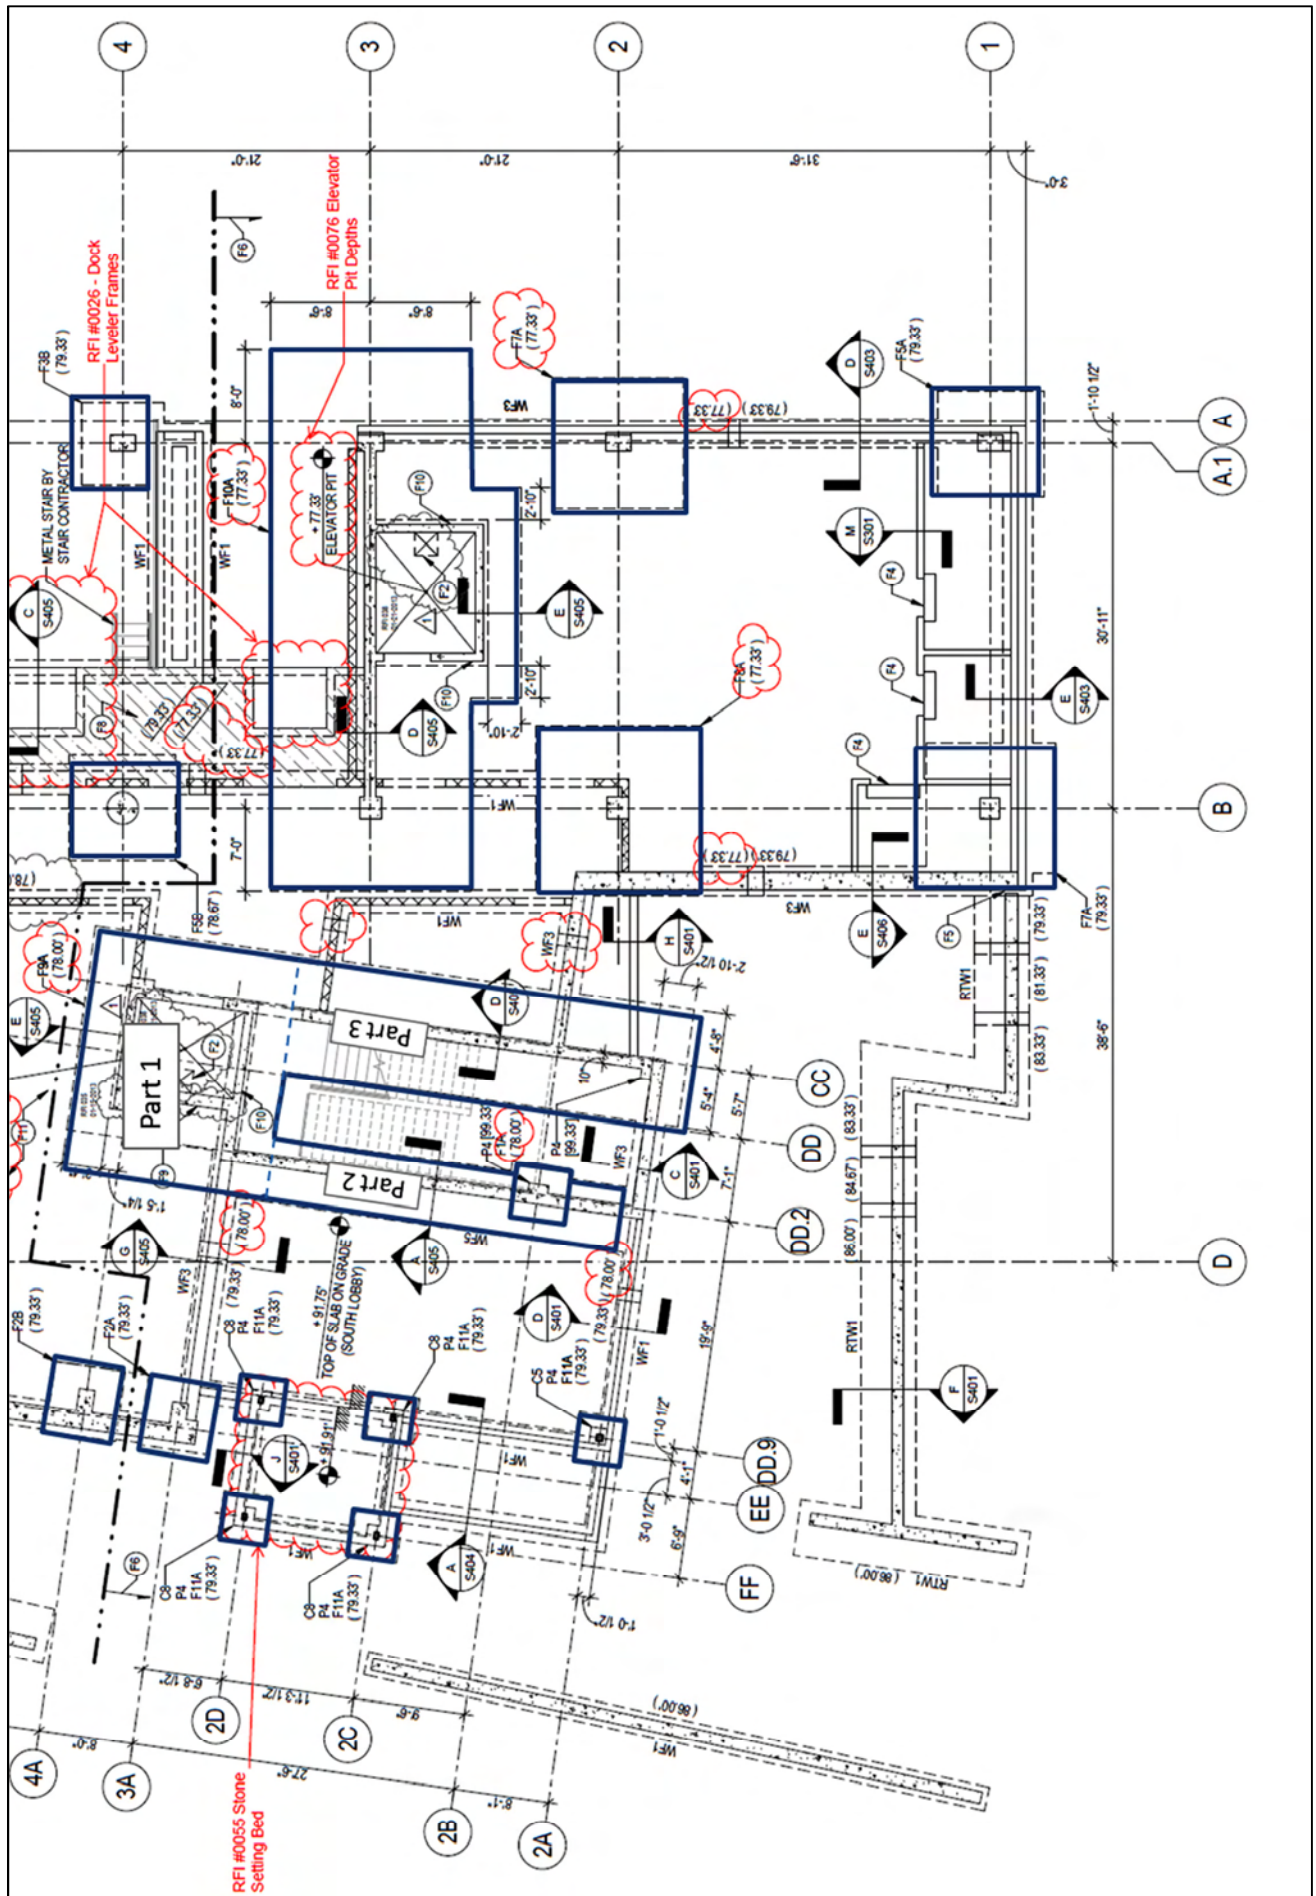 4
3
2
1
21'-0"
21'-0"
31'-6"
3'-0"
RFI #0026 - Dock
Leveler Frames
RFI #0076 Elevator
Pit Depths
F6
F3B
(79.33')
METAL STAIR BY
STAIR CONTRACTOR
WF1
WF1
8'-0"
8'-6"
8'-6"
F10A
(77.33')
+ 77.33'
ELEVATOR PIT
F10
F2
1
F10
2'-10"
2'-10"
2'-10"
E
S405
D
S405
C
S405
F8
(79.33')
(77.33')
(77.33')
WF3
F7A
(77.33')
(77.33')
(79.33')
D
S403
F5A
(79.33')
1'-10 1/2"
A
A.1
M
S301
F4
F4
F4
30'-11"
F8A
(77.33')
E
S403
B
WF1
7'-0"
F5B
(78.67')
WF1
(77.33')
(79.33')
WF3
E
S406
F5
F7A
(79.33')
(79.33')
(81.33')
(83.33')
RTW1
38'-6"
F9A
(78.00')
E
S405
1
F2
Part 1
F10
F9
F11
Part 3
D
WF3
H
S401
2'-10 1/2"
4'-8"
5'-4"
5'-7"
7'-1"
10"
CC
DD
DD.2
D
P4 [99.33']
F1A
(78.00')
P4
[99.33']
WF3
C
S401
Part 2
WF5
A
S405
(78.00')
(78.00')
1'-5 1/4"
G
S405
WF3
+ 91.75'
TOP OF SLAB ON GRADE
(SOUTH LOBBY)
D
S401
(79.33')
WF1
(83.33')
(84.67')
(86.00')
RTW1
F
S401
F2B
(79.33')
F2A
(79.33')
(79.33')
C8
P4
F11A
(79.33')
C8
P4
F11A
(79.33')
C5
P4
F11A
(79.33')
J
S401
+ 91.91'
WF1
WF1
WF1
A
S404
19'-9"
1'-0 1/2"
4'-1"
3'-0 1/2"
6'-9"
DD.9
EE
FF
1'-0 1/2"
F6
C8
P4
F11A
(79.33')
C8
P4
F11A
(79.33')
RTW1
(86.00')
(86.00')
WF1
6'-8 1/2"
11'-3 1/2"
9'-6"
8'-0"
27'-6"
8'-1"
4A
3A
2D
2C
2B
2A
RFI #0055 Stone
Setting Bed